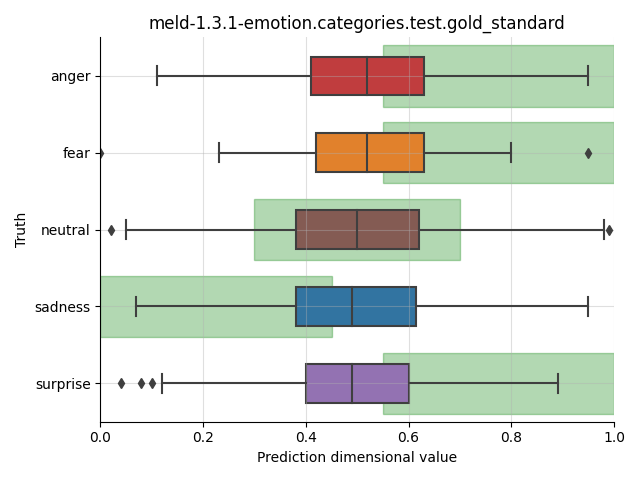 meld-1.3.1-emotion.categories.test.gold_standard
Truth
anger
fear
neutral
sadness
surprise
0.0 0.2 0.4 0.6 0.8 1.0
Prediction dimensional value